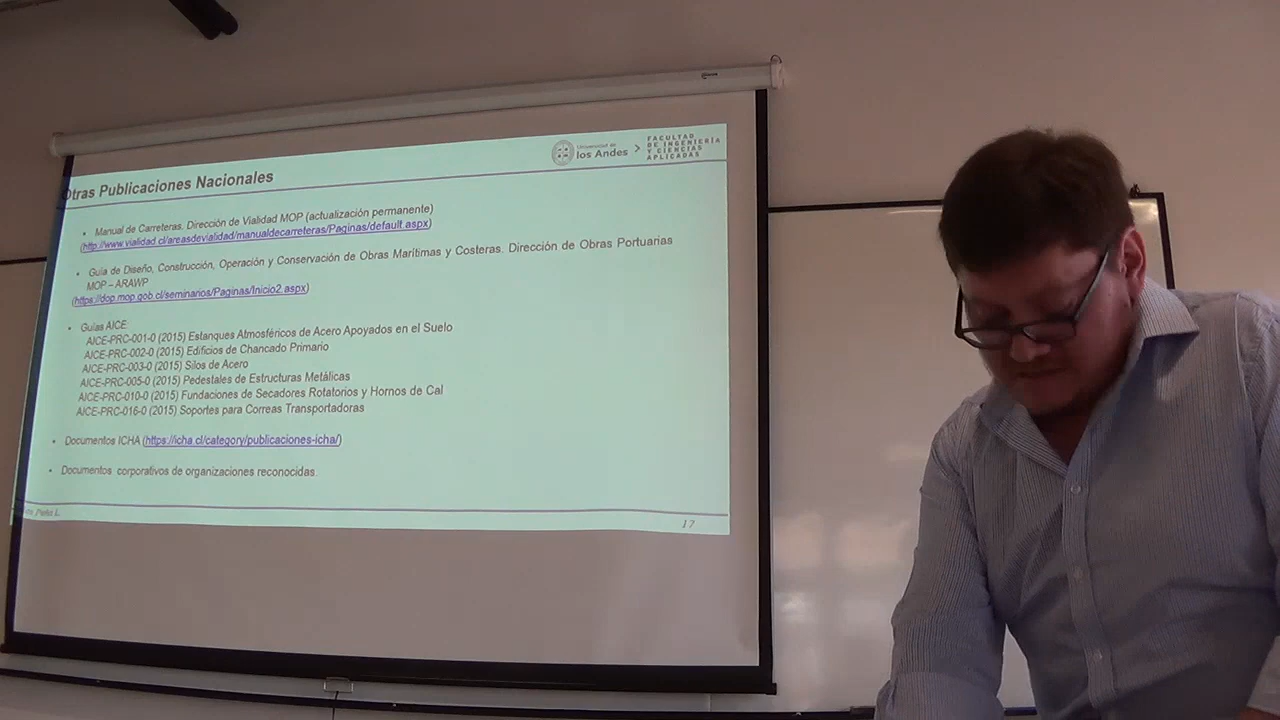 Universidad de
los Andes
FACULTAD
DE INGENIERÍA
Y CIENCIAS
APLICADAS
Otras Publicaciones Nacionales
• Manual de Carreteras. Dirección de Vialidad MOP (actualización permanente)
(http://www.vialidad.cl/areasdevialidad/manualdecarreteras/Paginas/default.aspx)
• Guía de Diseño, Construcción, Operación y Conservación de Obras Marítimas y Costeras. Dirección de Obras Portuarias
MOP – ARAWP
(https://dop.mop.gob.cl/seminarios/Paginas/Inicio2.aspx)
• Guías AICE:
AICE-PRC-001-0 (2015) Estanques Atmosféricos de Acero Apoyados en el Suelo
AICE-PRC-002-0 (2015) Edificios de Chancado Primario
AICE-PRC-003-0 (2015) Silos de Acero
AICE-PRC-005-0 (2015) Pedestales de Estructuras Metálicas
AICE-PRC-010-0 (2015) Fundaciones de Secadores Rotatorios y Hornos de Cal
AICE-PRC-016-0 (2015) Soportes para Correas Transportadoras
• Documentos ICHA (https://icha.cl/category/publicaciones-icha/)
• Documentos corporativos de organizaciones reconocidas.
Peña L.
17